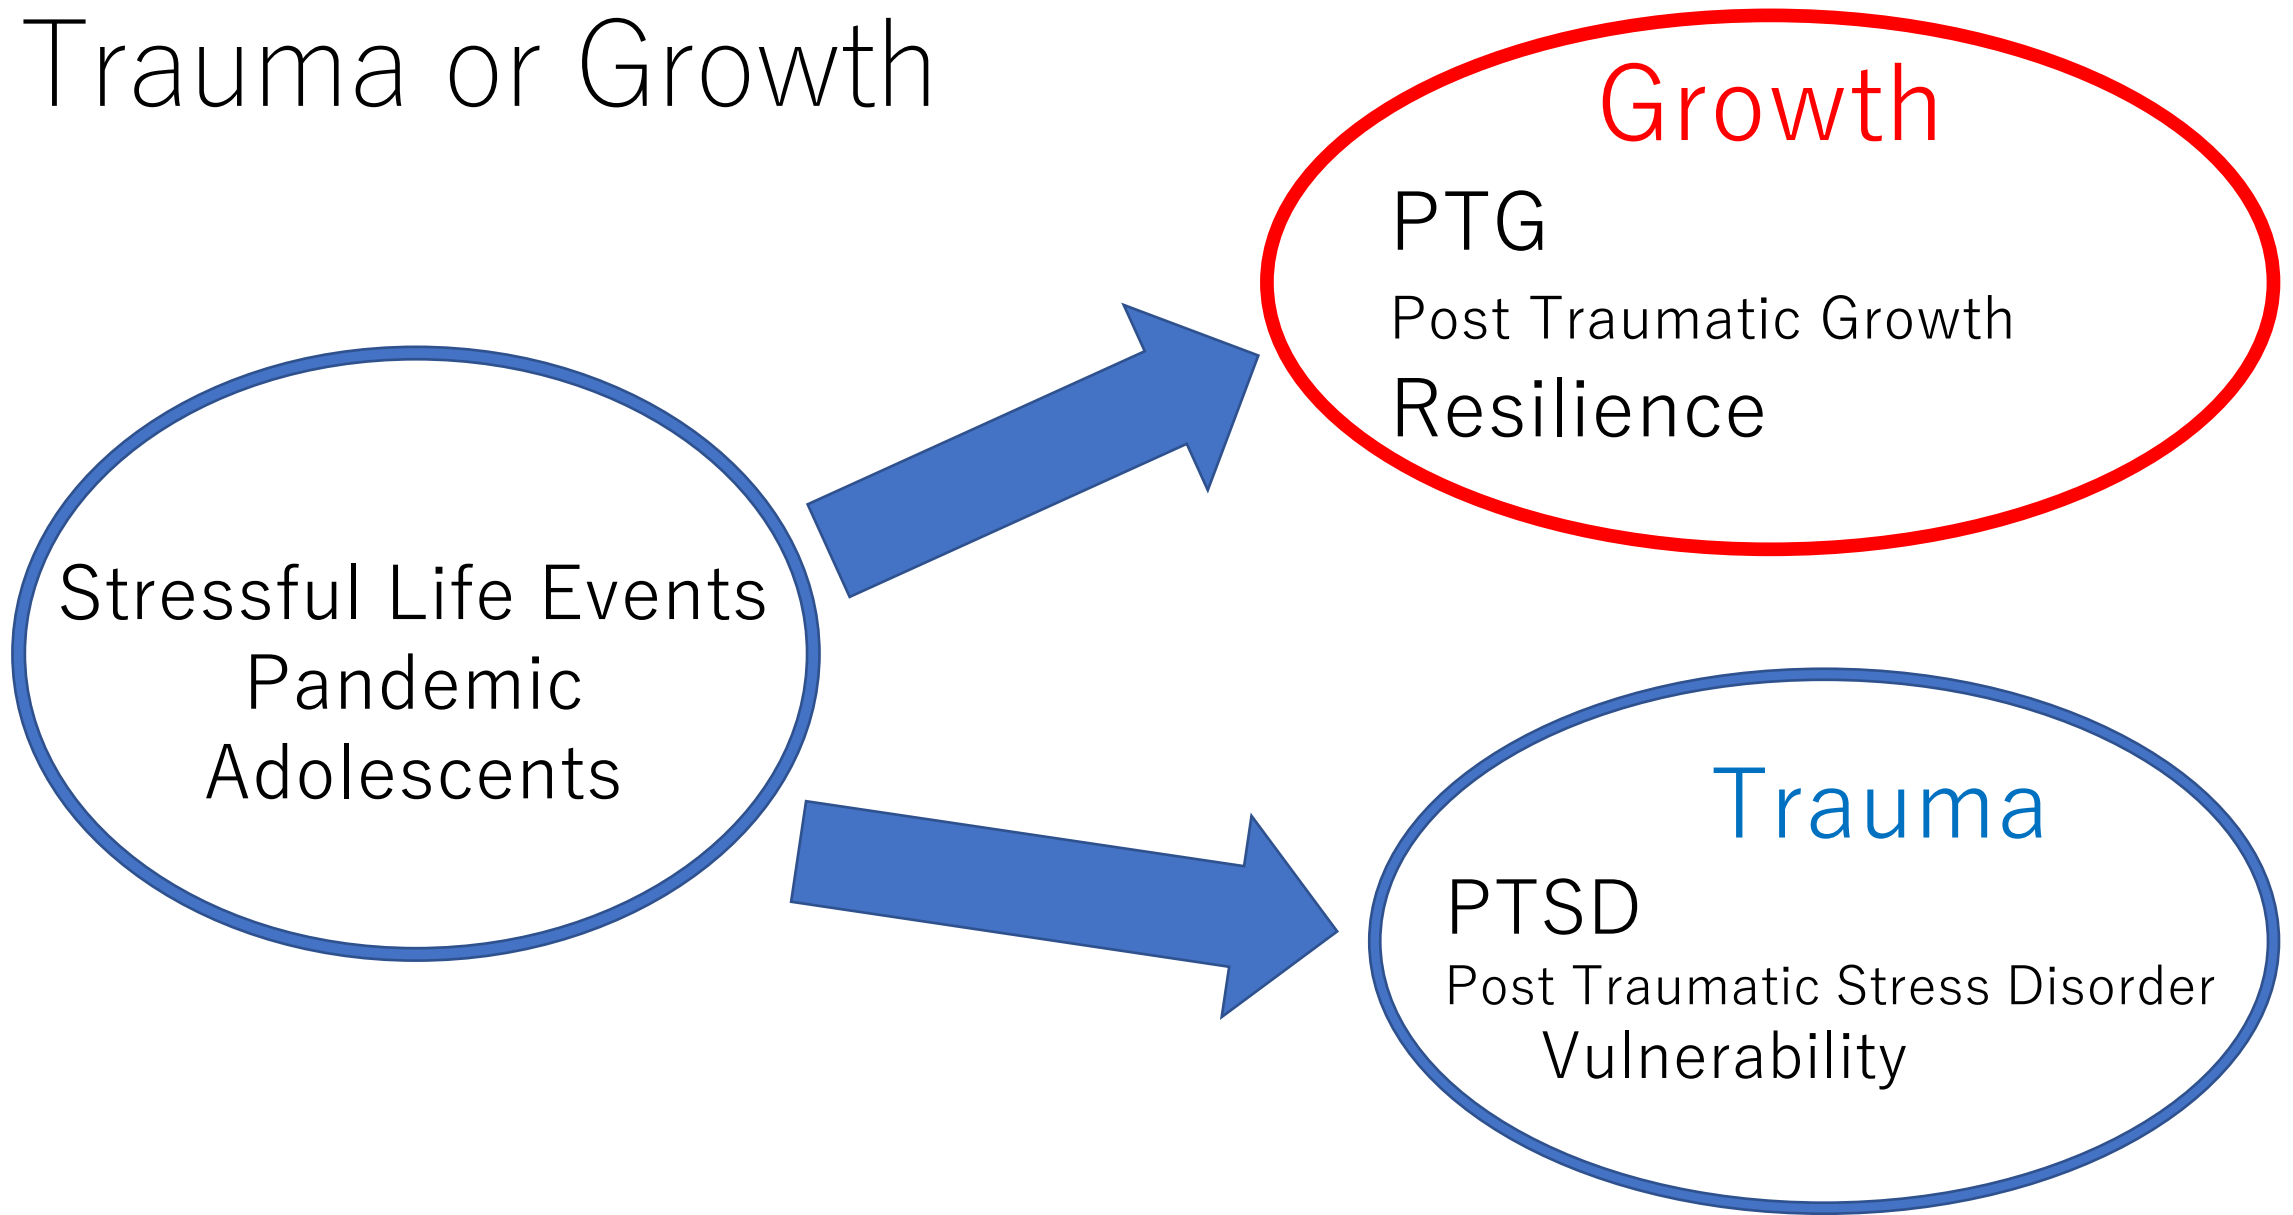 Trauma or Growth
Growth
PTG
Post Traumatic Growth
Resilience
Stressful Life Events
Pandemic
Adolescents
Trauma
PTSD
Post Traumatic Stress Disorder
Vulnerability